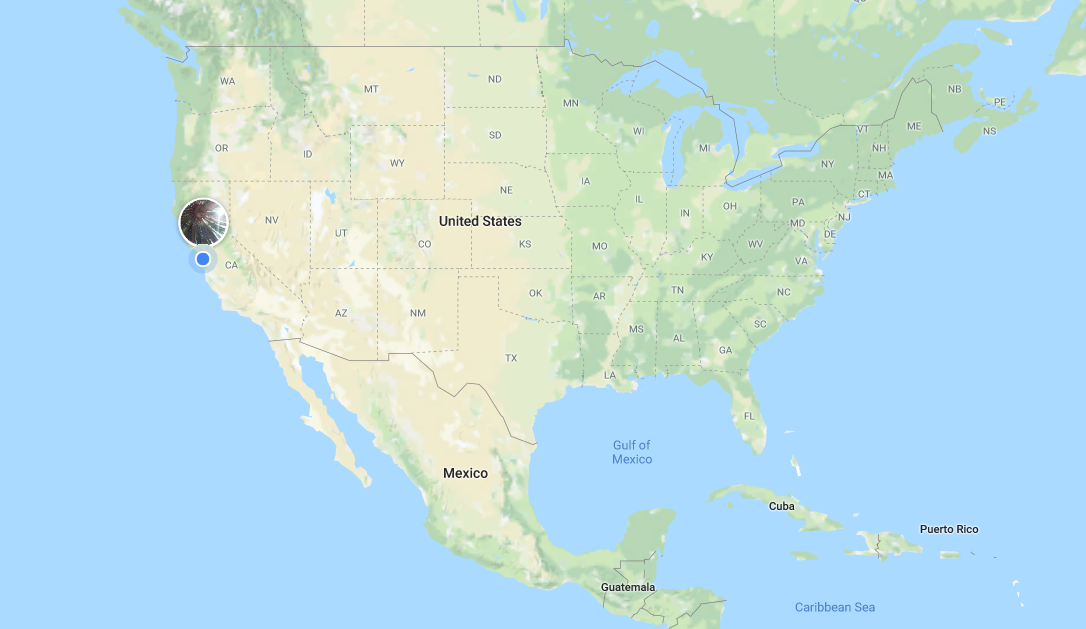 QC
WA
MT
ND
MN
NB
PE
NS
ME
VT
NH
OR
ID
SD
WI
MI
NY
MA
WY
NE
IA
CT
PA
IL
IN
OH
NJ
MD
DE
NV
United States
UT
CO
KS
MO
WV
KY
VA
CA
OK
AR
TN
NC
AZ
NM
MS
AL
SC
GA
TX
LA
FL
Gulf of
Mexico
Mexico
Cuba
Puerto Rico
Guatemala
Caribbean Sea